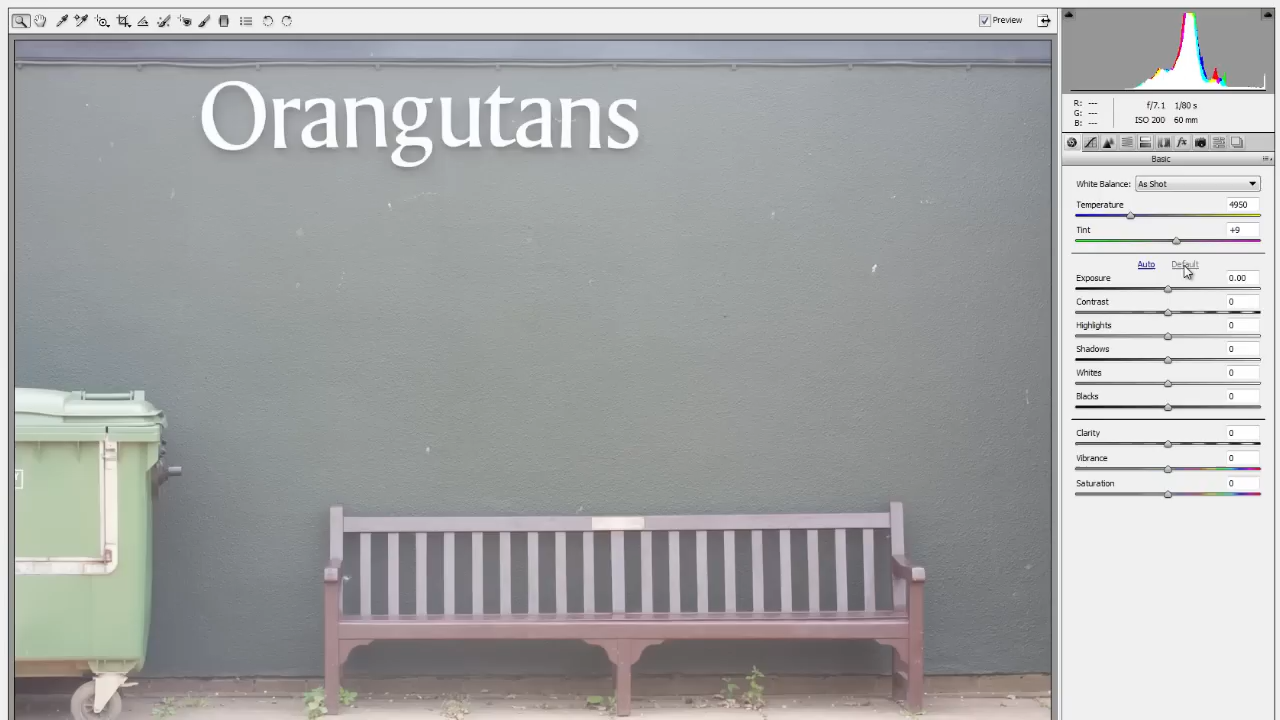 Preview
Orangutans
R: ---
G: ---
B: ---
f/7.1 1/80 s
ISO 200 60 mm
Basic
White Balance: As Shot
Temperature 4950
Tint +9
Auto Default
Exposure 0.00
Contrast 0
Highlights 0
Shadows 0
Whites 0
Blacks 0
Clarity 0
Vibrance 0
Saturation 0